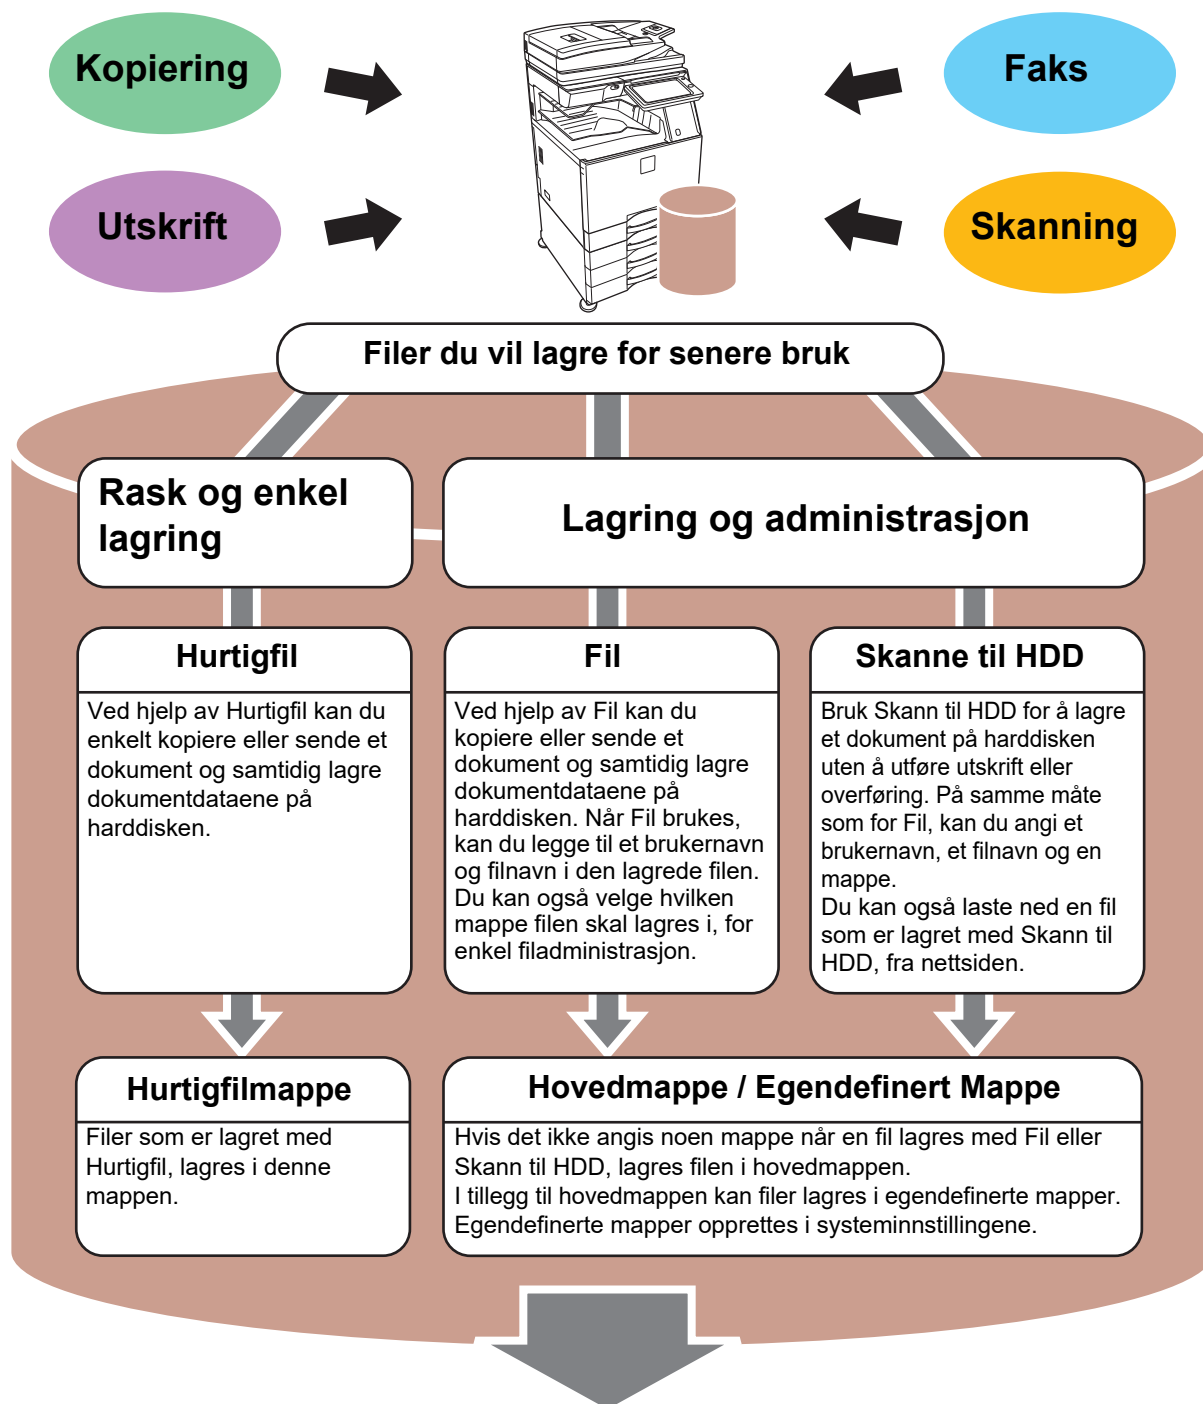 Kopiering
Faks
Utskrift
Skanning
Filer du vil lagre for senere bruk
Rask og enkel
lagring
Lagring og administrasjon
Hurtigfil
Ved hjelp av Hurtigfil kan du
enkelt kopiere eller sende et
dokument og samtidig lagre
dokumentdataene på
harddisken.
Fil
Ved hjelp av Fil kan du
kopiere eller sende et
dokument og samtidig lagre
dokumentdataene på
harddisken. Når Fil brukes,
kan du legge til et brukernavn
og filnavn i den lagrede filen.
Du kan også velge hvilken
mappe filen skal lagres i, for
enkel filadministrasjon.
Skanne til HDD
Bruk Skann til HDD for å lagre
et dokument på harddisken
uten å utføre utskrift eller
overføring. På samme måte
som for Fil, kan du angi et
brukernavn, et filnavn og en
mappe.
Du kan også laste ned en fil
som er lagret med Skann til
HDD, fra nettsiden.
Hurtigfilmappe
Filer som er lagret med
Hurtigfil, lagres i denne
mappen.
Hovedmappe / Egendefinert Mappe
Hvis det ikke angis noen mappe når en fil lagres med Fil eller
Skann til HDD, lagres filen i hovedmappen.
I tillegg til hovedmappen kan filer lagres i egendefinerte mapper.
Egendefinerte mapper opprettes i systeminnstillingene.